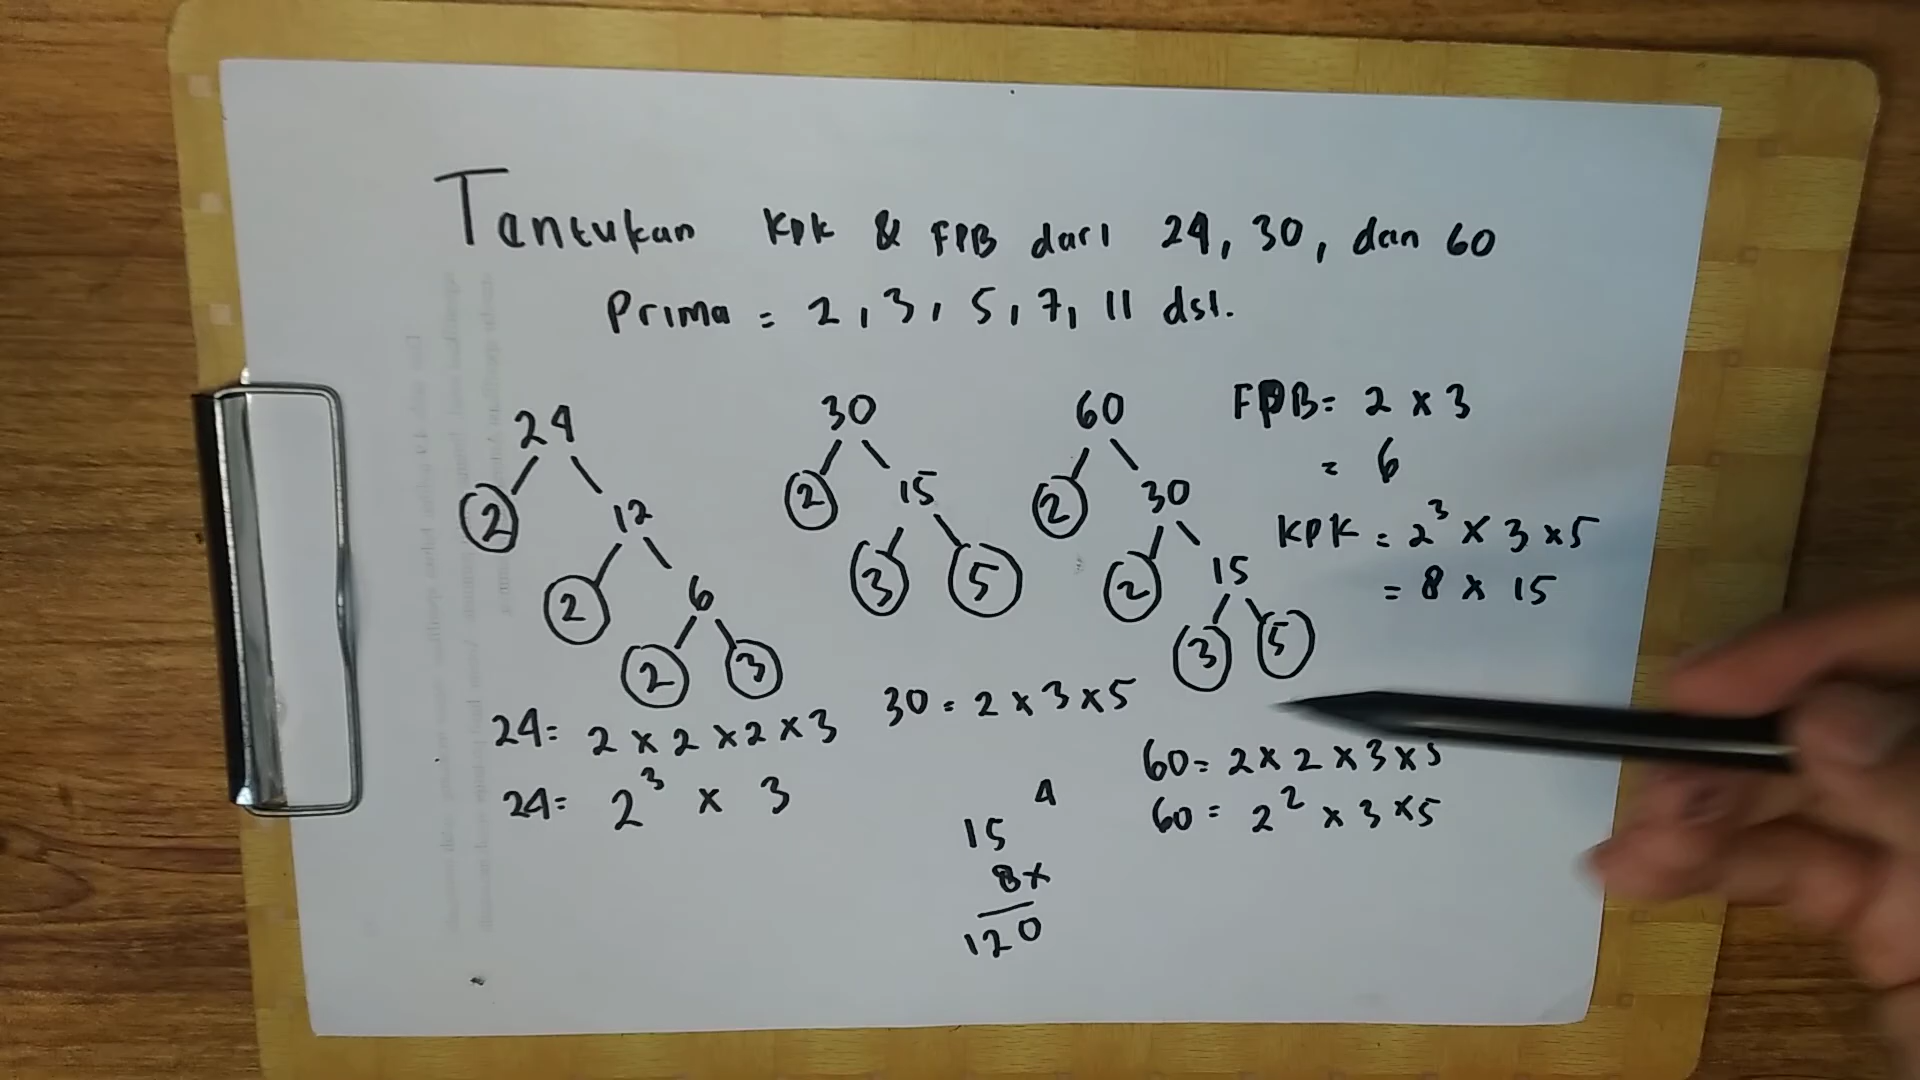 Tentukan KPK & FPB dari 24, 30, dan 60
Prima = 2, 3, 5, 7, 11 dst.
24
2 12
2 6
2 3
24 = 2 x 2 x 2 x 3
24 = 2³ x 3
30
2 15
3 5
30 = 2 x 3 x 5
60
2 30
2 15
3 5
60 = 2 x 2 x 3 x 5
60 = 2² x 3 x 5
FPB = 2 x 3
= 6
KPK = 2³ x 3 x 5
= 8 x 15
4
15
8x
120